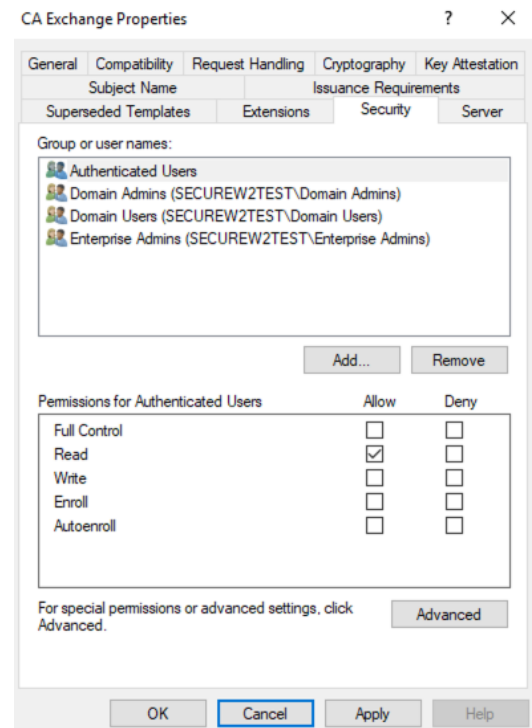 CA Exchange Properties ? ×
General Compatibility Request Handling Cryptography Key Attestation
Subject Name Issuance Requirements
Superseded Templates Extensions Security Server
Group or user names:
Authenticated Users
Domain Admins (SECUREW2TEST\Domain Admins)
Domain Users (SECUREW2TEST\Domain Users)
Enterprise Admins (SECUREW2TEST\Enterprise Admins)
Add... Remove
Permissions for Authenticated Users Allow Deny
Full Control
Read
Write
Enroll
Autoenroll
For special permissions or advanced settings, click
Advanced.
Advanced
OK Cancel Apply Help